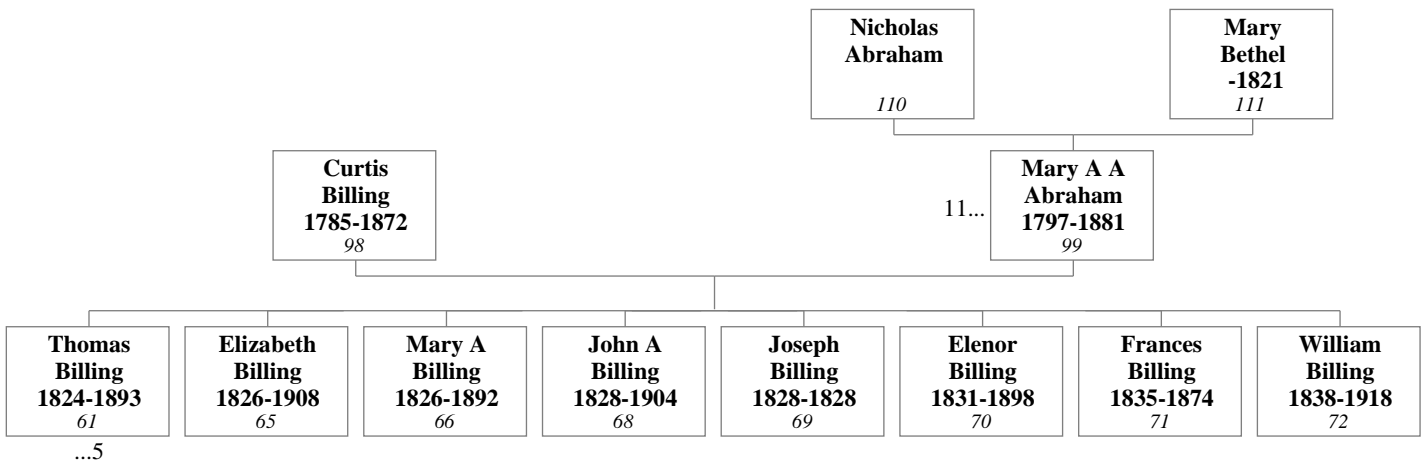 Nicholas
Abraham
110
Mary
Bethel
-1821
111
Curtis
Billing
1785-1872
98
11...
Mary A A
Abraham
1797-1881
99
Thomas
Billing
1824-1893
61
...5
Elizabeth
Billing
1826-1908
65
Mary A
Billing
1826-1892
66
John A
Billing
1828-1904
68
Joseph
Billing
1828-1828
69
Elenor
Billing
1831-1898
70
Frances
Billing
1835-1874
71
William
Billing
1838-1918
72